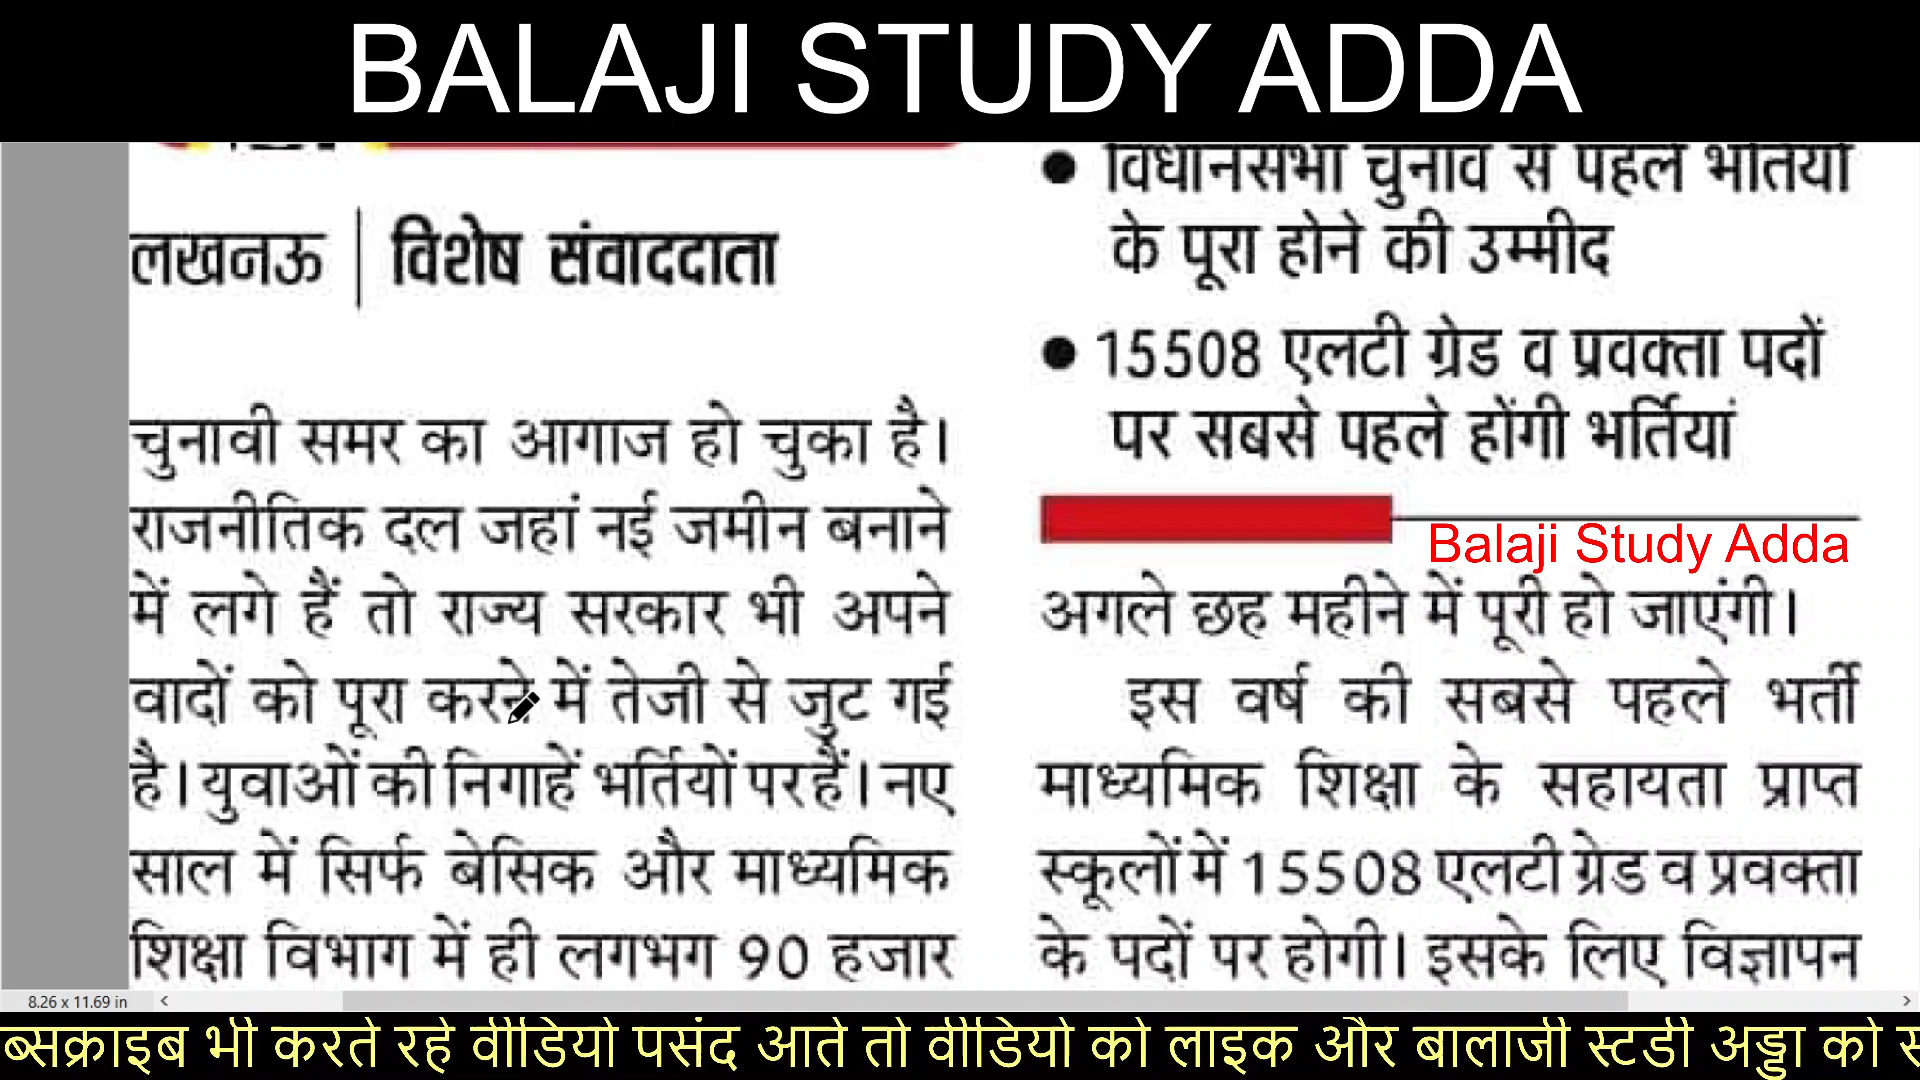 BALAJI STUDY ADDA
लखनऊ | विशेष संवाददाता
चुनावी समर का आगाज हो चुका है।
राजनीतिक दल जहां नई जमीन बनाने
में लगे हैं तो राज्य सरकार भी अपने
वादों को पूरा करने में तेजी से जुट गई
है। युवाओं की निगाहें भर्तियों पर हैं। नए
साल में सिर्फ बेसिक और माध्यमिक
शिक्षा विभाग में ही लगभग 90 हजार
● विधानसभा चुनाव से पहले भर्तियों
के पूरा होने की उम्मीद
● 15508 एलटी ग्रेड व प्रवक्ता पदों
पर सबसे पहले होंगी भर्तियां
Balaji Study Adda
अगले छह महीने में पूरी हो जाएंगी।
इस वर्ष की सबसे पहले भर्ती
माध्यमिक शिक्षा के सहायता प्राप्त
स्कूलों में 15508 एलटी ग्रेड व प्रवक्ता
के पदों पर होगी। इसके लिए विज्ञापन
8.26 x 11.69 in
ब्सक्राइब भी करते रहे वीडियो पसंद आते तो वीडियो को लाइक और बालाजी स्टडी अड्डा को स